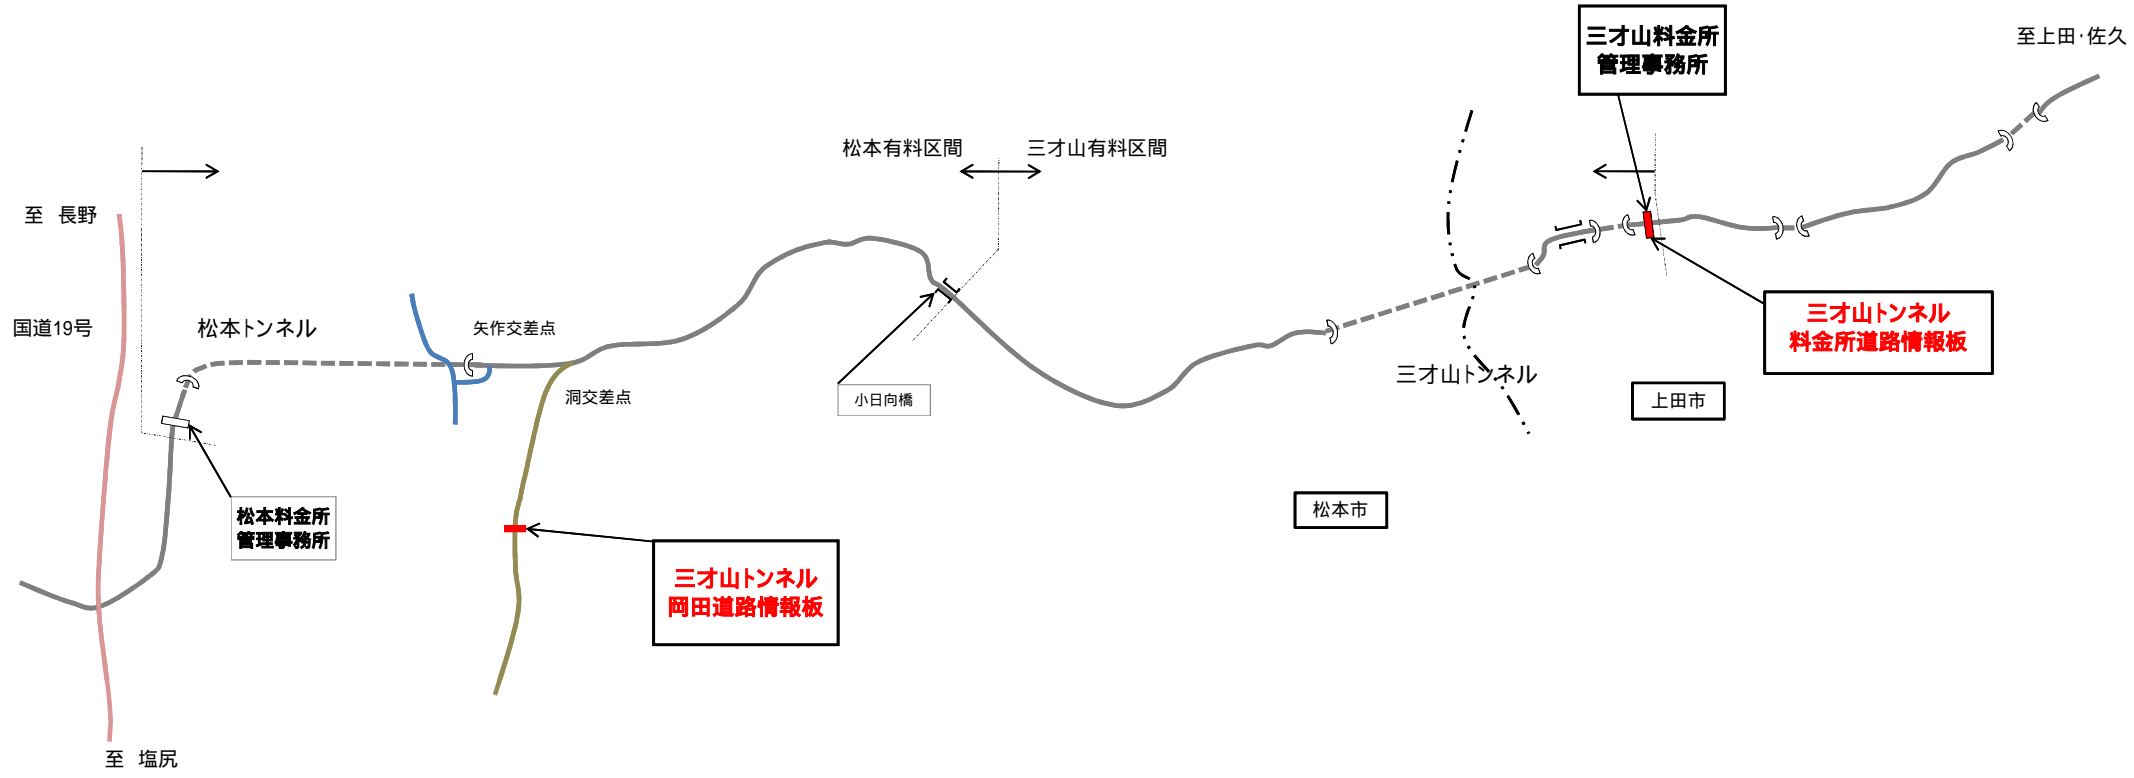 三才山料金所
管理事務所
至上田・佐久
松本有料区間
三才山有料区間
至 長野
国道19号
松本トンネル
矢作交差点
洞交差点
小日向橋
三才山トンネル
三才山トンネル
料金所道路情報板
上田市
松本市
松本料金所
管理事務所
三才山トンネル
岡田道路情報板
至 塩尻